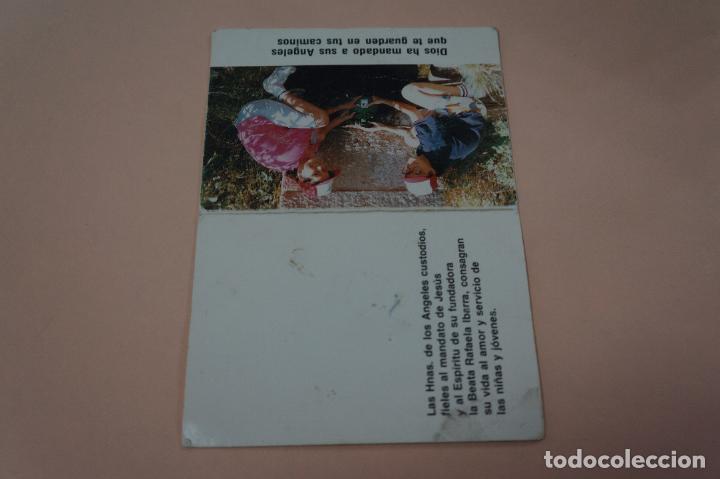 Dios ha mandado a sus Angeles
que te guarden en tus caminos
Las Hnas. de los Angeles custodios,
fieles al mandato de Jesús
y al Espíritu de su fundadora
la Beata Rafaela Ibarra, consagran
su vida al amor y servicio de
las niñas y jóvenes.
todocoleccion